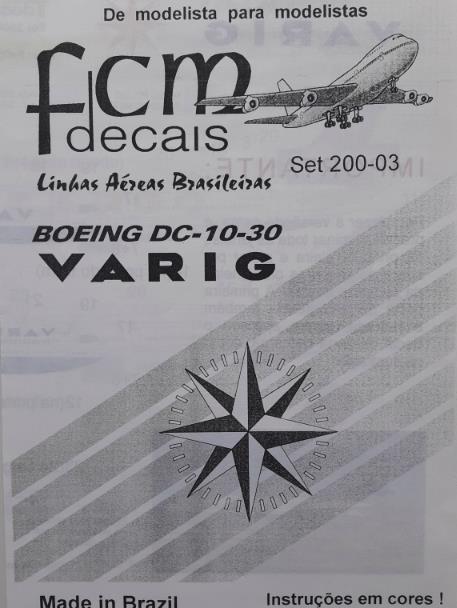 De modelista para modelistas
fcm
decais
Set 200-03
Linhas Aéreas Brasileiras
BOEING DC-10-30
VARIG
Made in Brazil
Instruções em cores !